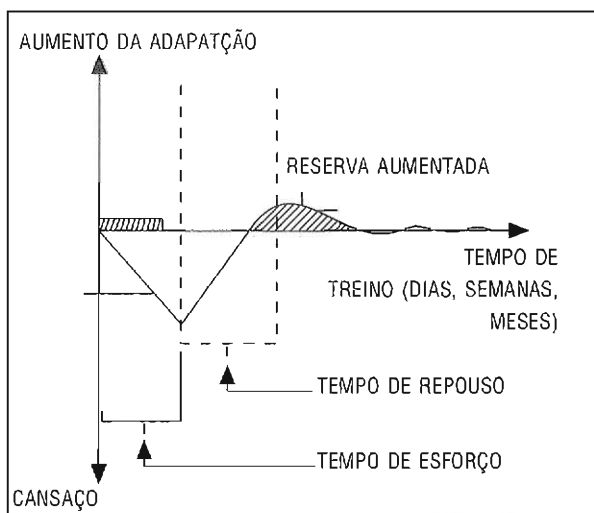 AUMENTO DA ADAPATÇÃO
RESERVA AUMENTADA
TEMPO DE
TREINO (DIAS, SEMANAS,
MESES)
TEMPO DE REPOUSO
TEMPO DE ESFORÇO
CANSAÇO